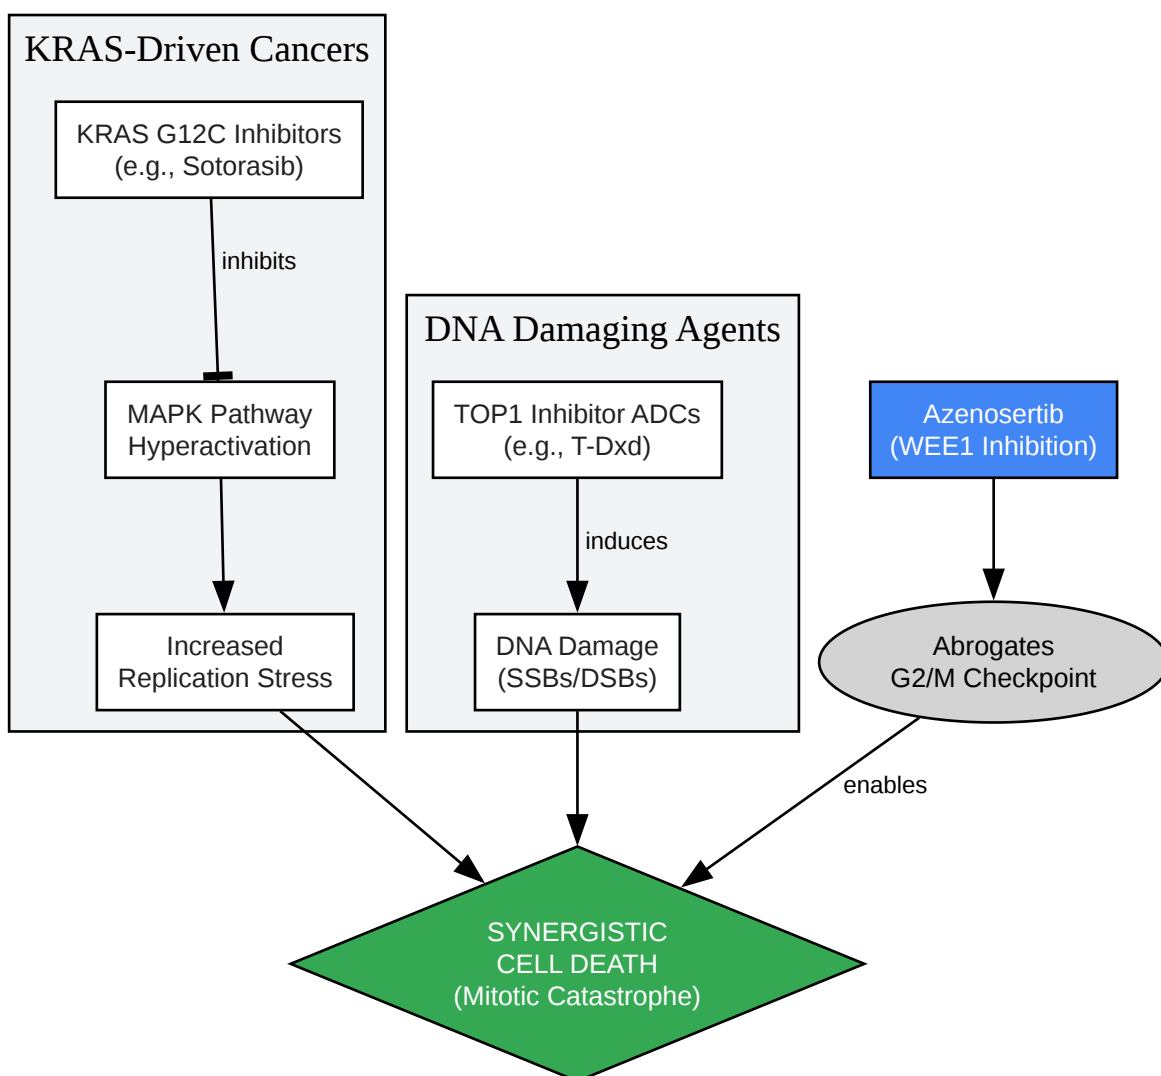 KRAS-Driven Cancers
KRAS G12C Inhibitors
(e.g., Sotorasib)
inhibits
MAPK Pathway
Hyperactivation
Increased
Replication Stress
DNA Damaging Agents
TOP1 Inhibitor ADCs
(e.g., T-Dxd)
induces
DNA Damage
(SSBs/DSBs)
Azenosertib
(WEE1 Inhibition)
Abrogates
G2/M Checkpoint
enables
SYNERGISTIC
CELL DEATH
(Mitotic Catastrophe)